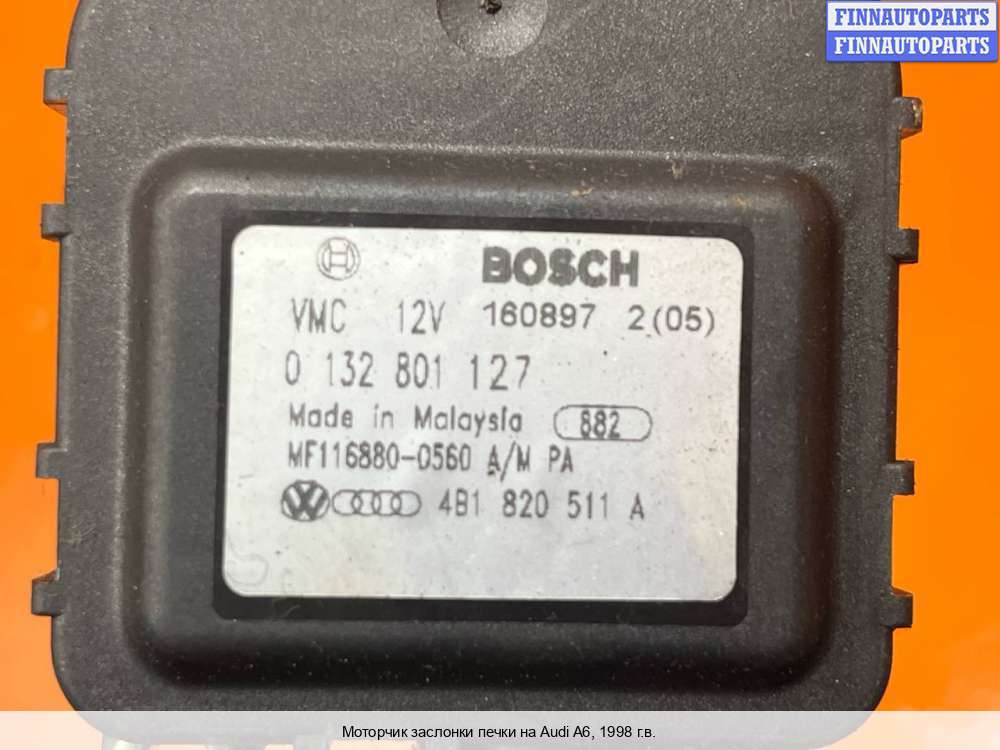 FINNAUTOPARTS
FINNAUTOPARTS
BOSCH
VMC 12V 160897 2(05)
0 132 801 127
Made in Malaysia 882
MF116880-0560 A/M PA
4B1 820 511 A
Моторчик заслонки печки на Audi A6, 1998 г.в.